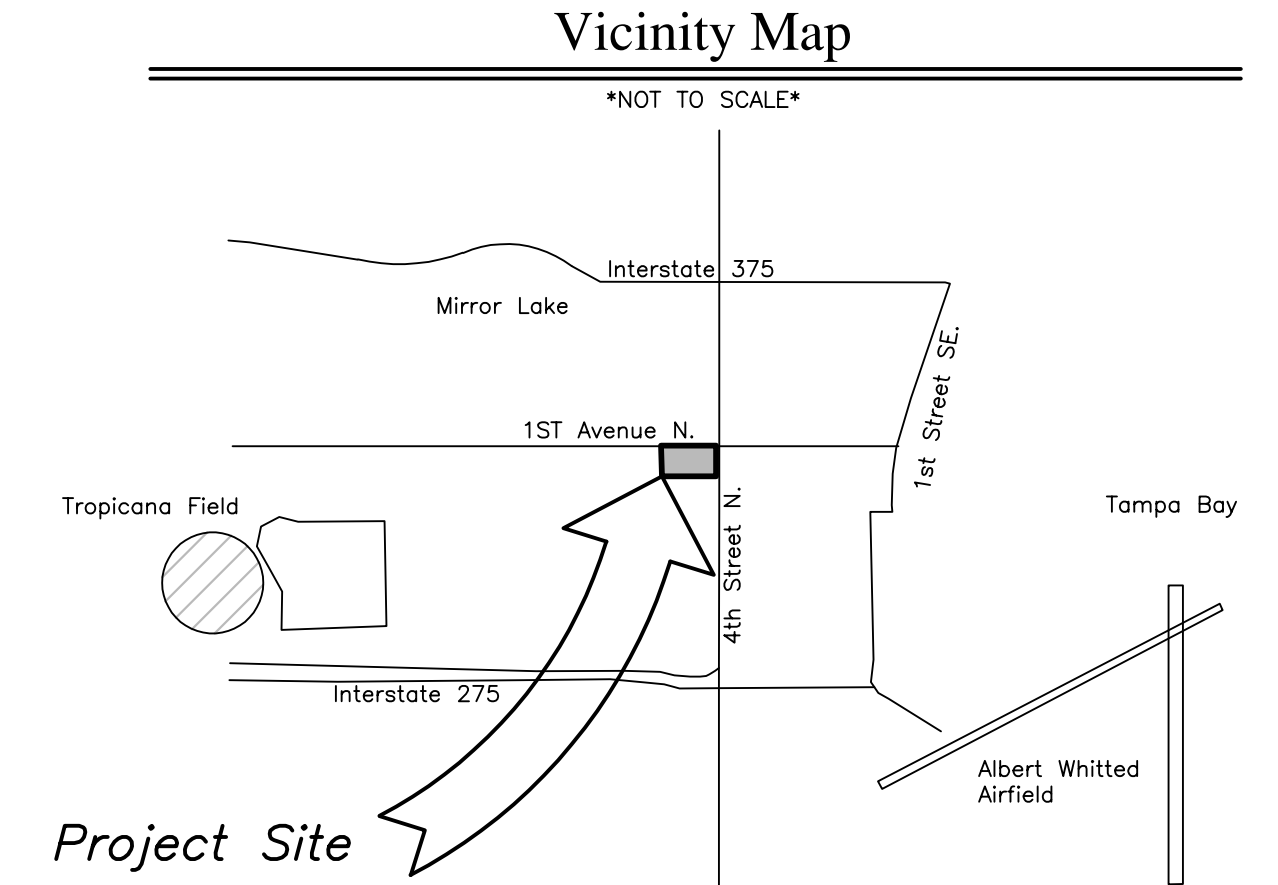 Vicinity Map
*NOT TO SCALE*
Interstate 375
Mirror Lake
1st Street SE.
1ST Avenue N.
Tropicana Field
4th Street N.
Tampa Bay
Interstate 275
Albert Whitted
Airfield
Project Site